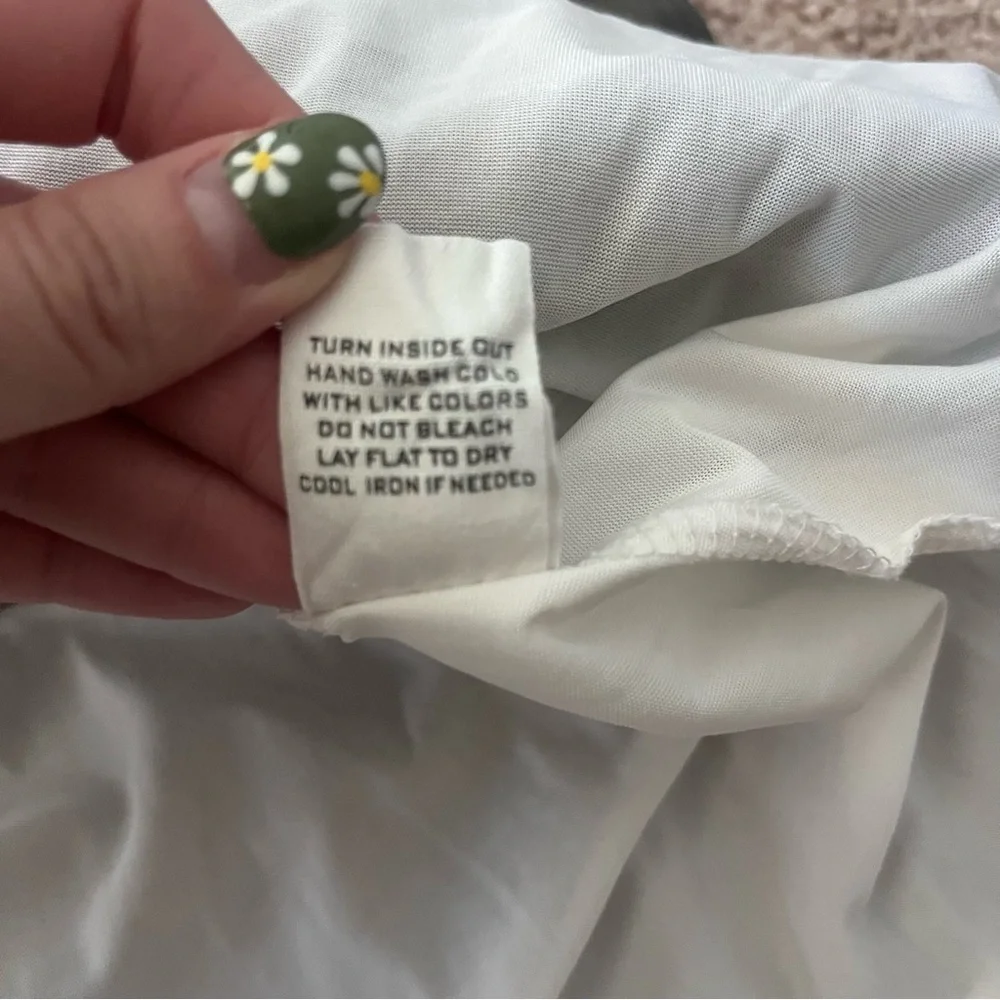 TURN INSIDE OUT
HAND WASH COLD
WITH LIKE COLORS
DO NOT BLEACH
LAY FLAT TO DRY
COOL IRON IF NEEDED